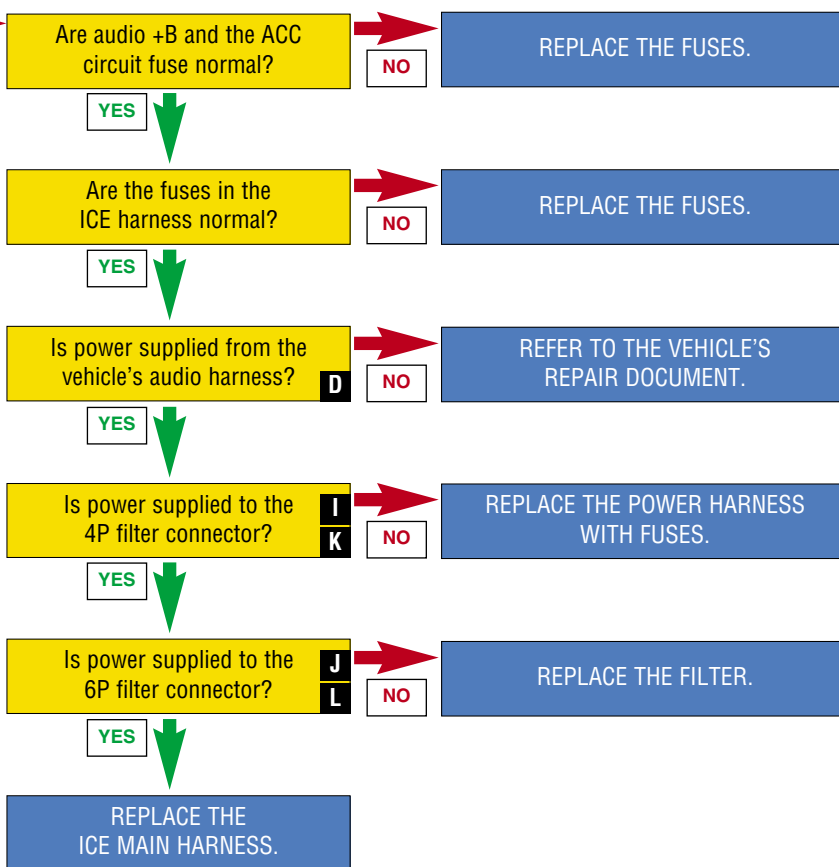 Are audio +B and the ACC
circuit fuse normal?
NO
REPLACE THE FUSES.
YES
Are the fuses in the
ICE harness normal?
NO
REPLACE THE FUSES.
YES
Is power supplied from the
vehicle's audio harness?
D
NO
REFER TO THE VEHICLE'S
REPAIR DOCUMENT.
YES
Is power supplied to the
4P filter connector?
I
K
NO
REPLACE THE POWER HARNESS
WITH FUSES.
YES
Is power supplied to the
6P filter connector?
J
L
NO
REPLACE THE FILTER.
YES
REPLACE THE
ICE MAIN HARNESS.